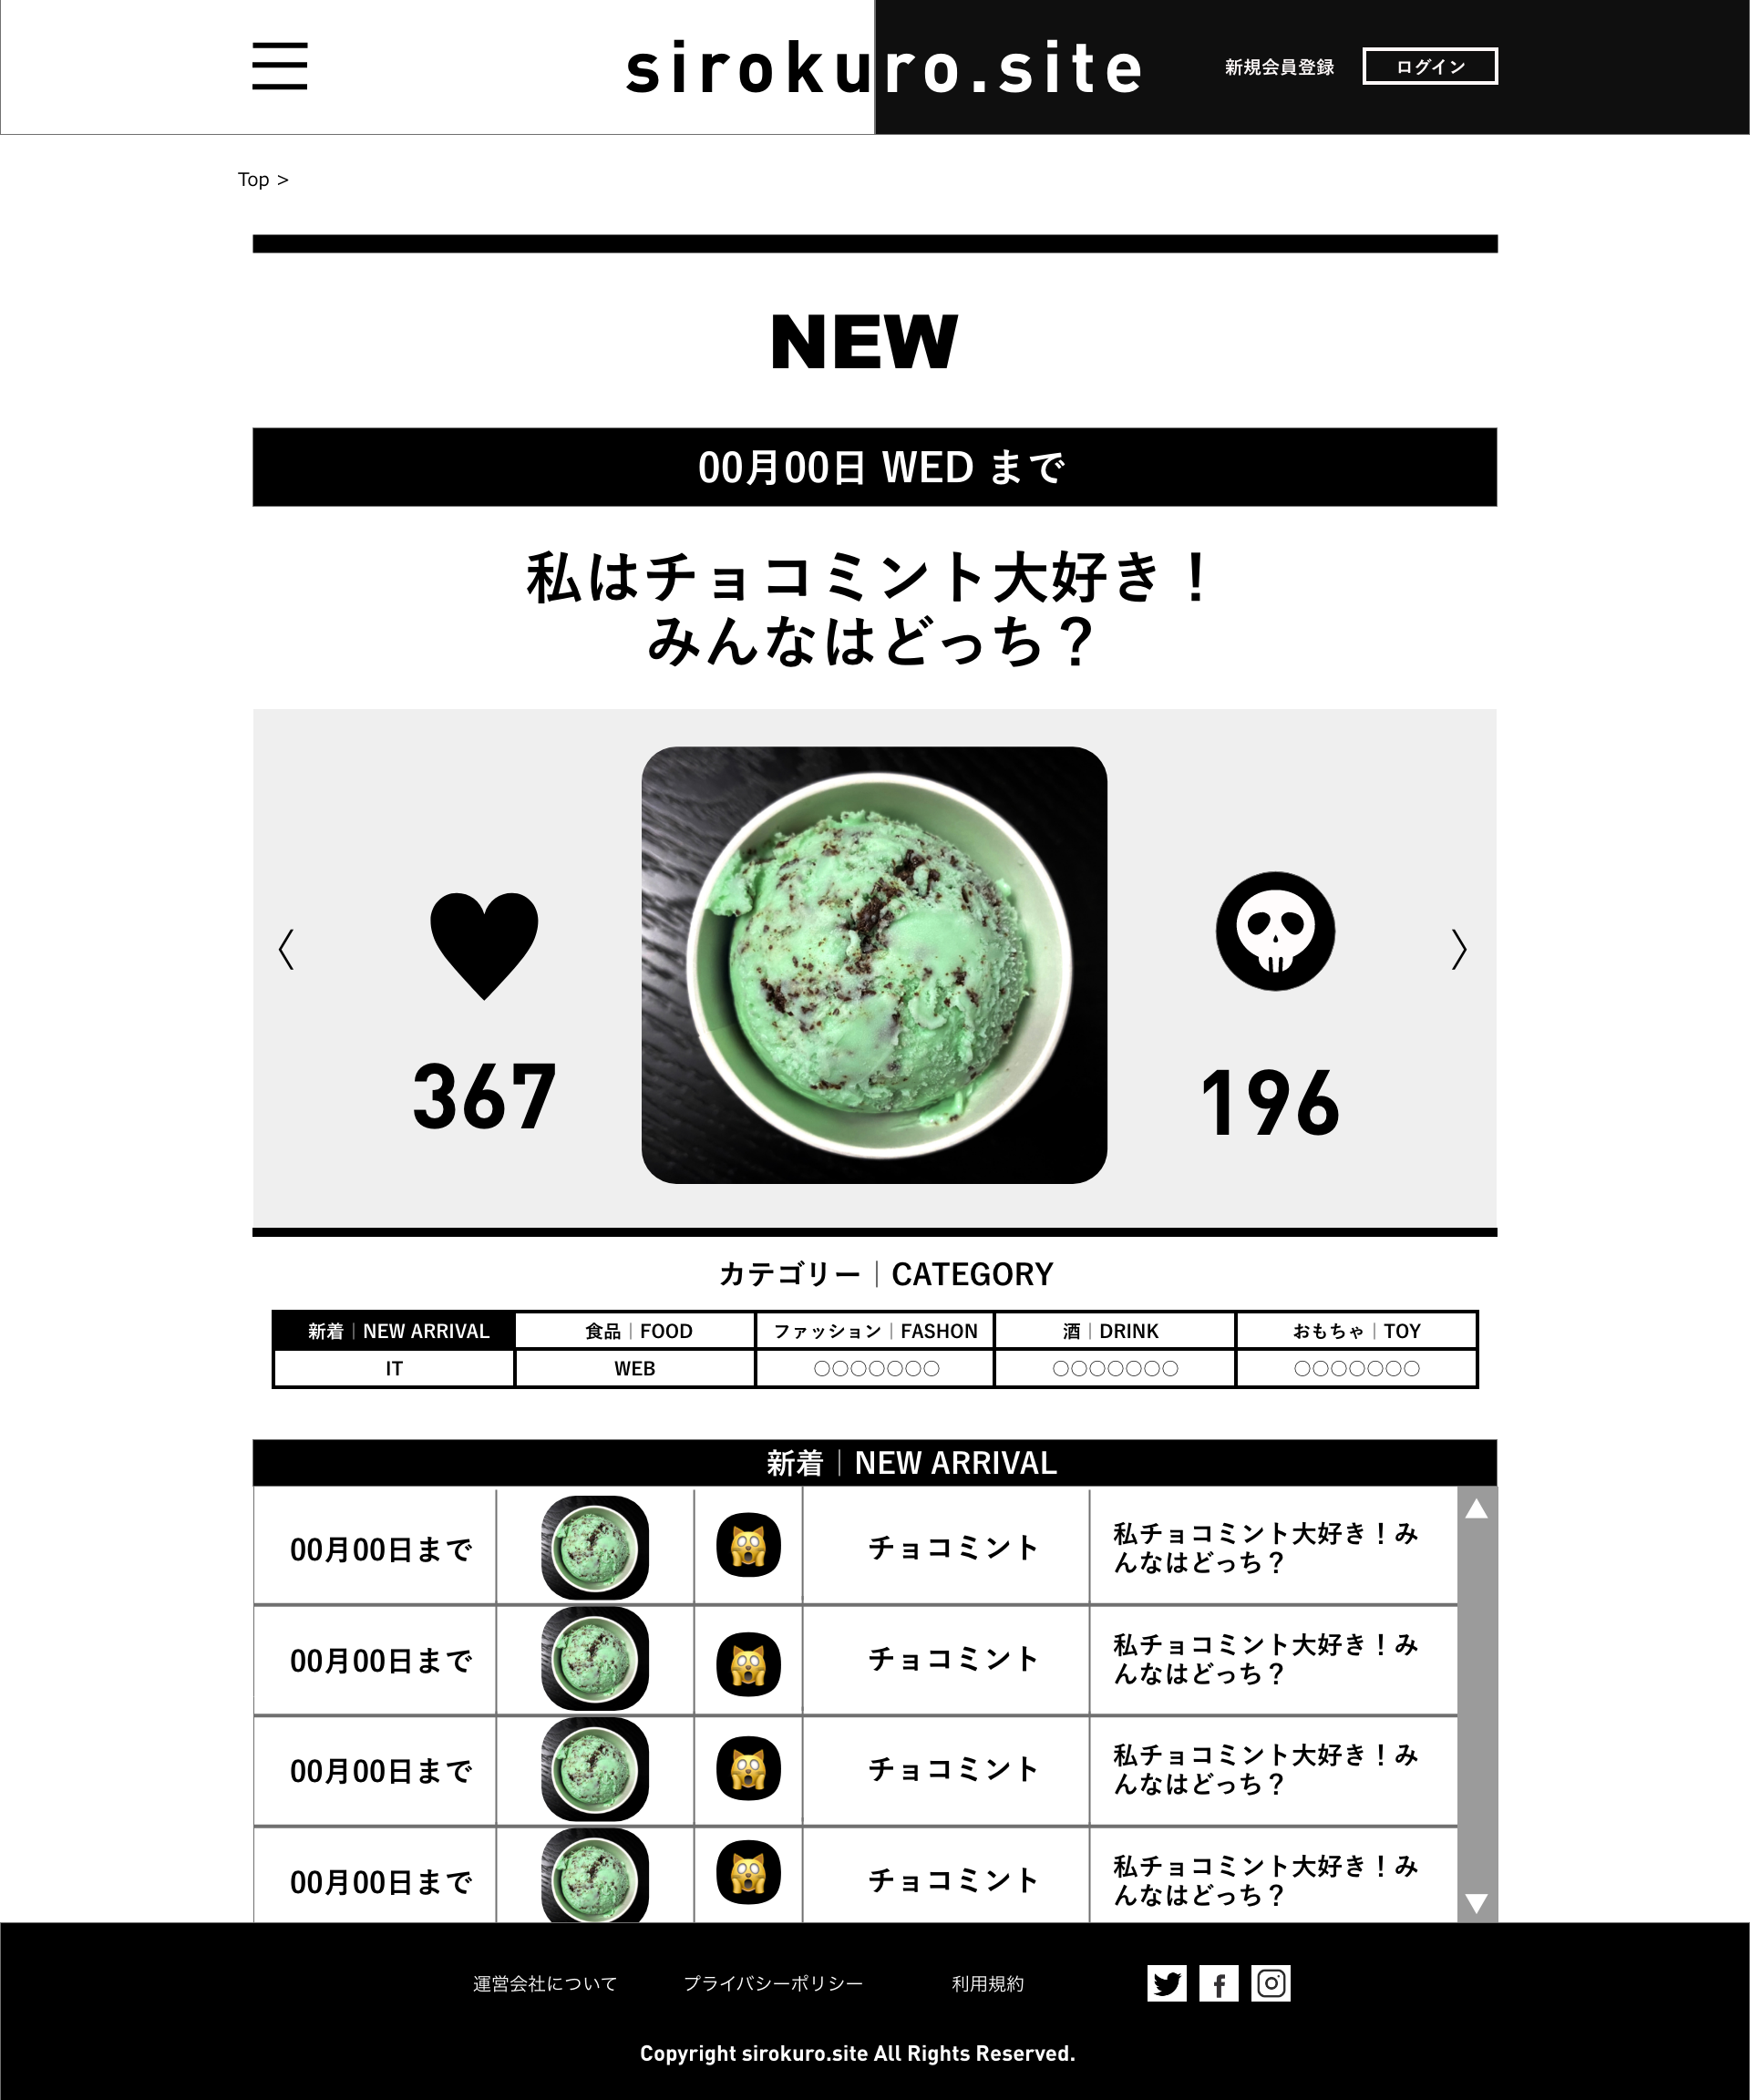 sirokuro.site
新規会員登録
ログイン
Top >
NEW
00月00日 WED まで
私はチョコミント大好き！
みんなはどっち？
367
196
カテゴリー｜CATEGORY
新着｜NEW ARRIVAL
食品｜FOOD
ファッション｜FASHON
酒｜DRINK
おもちゃ｜TOY
IT
WEB
○○○○○○○
○○○○○○○
○○○○○○○
新着｜NEW ARRIVAL
00月00日まで
チョコミント
私チョコミント大好き！み
んなはどっち？
00月00日まで
チョコミント
私チョコミント大好き！み
んなはどっち？
00月00日まで
チョコミント
私チョコミント大好き！み
んなはどっち？
00月00日まで
チョコミント
私チョコミント大好き！み
んなはどっち？
運営会社について
プライバシーポリシー
利用規約
Copyright sirokuro.site All Rights Reserved.